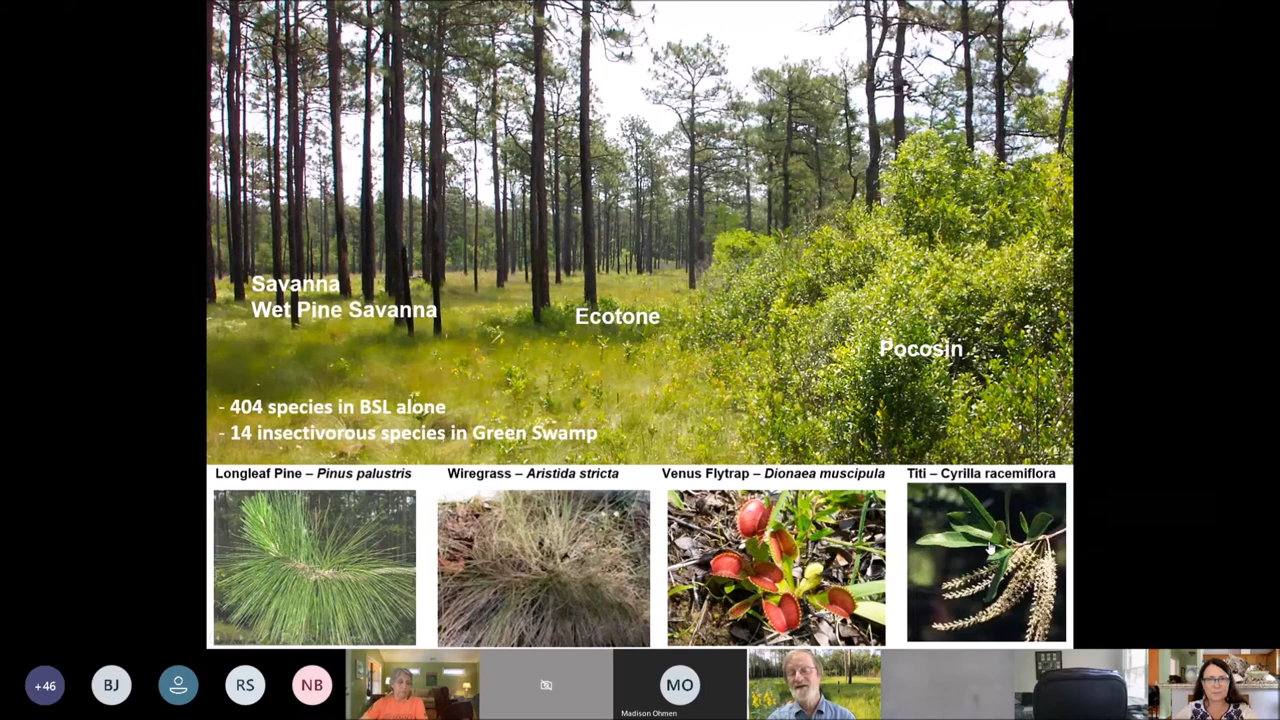 Savanna
Wet Pine Savanna
Ecotone
Pocosin
- 404 species in BSL alone
- 14 insectivorous species in Green Swamp
Longleaf Pine – Pinus palustris
Wiregrass – Aristida stricta
Venus Flytrap – Dionaea muscipula
Titi – Cyrilla racemiflora
+46
BJ
RS
NB
MO
Madison Ohmen